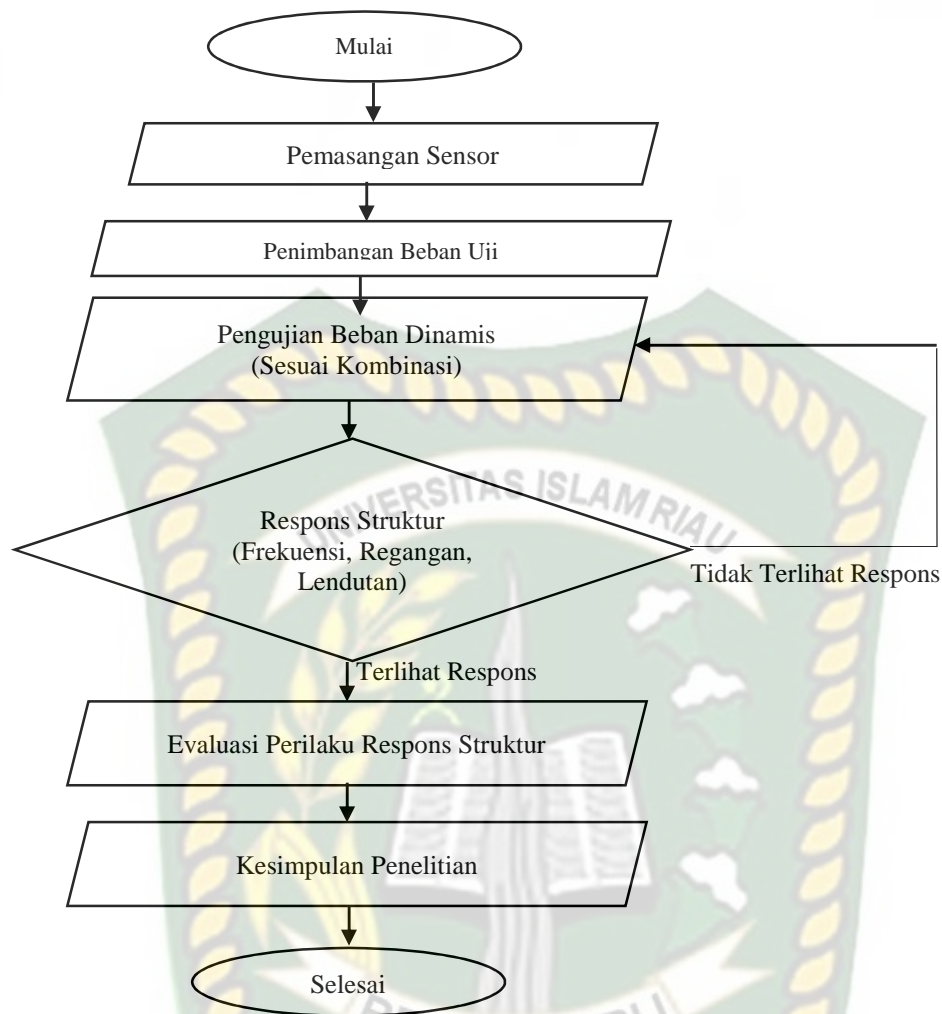 Mulai
Pemasangan Sensor
Penimbangan Beban Uji
Pengujian Beban Dinamis
(Sesuai Kombinasi)
UNIVERSITAS ISLAM RIAU
Respons Struktur
(Frekuensi, Regangan,
Lendutan)
Tidak Terlihat Respons
Terlihat Respons
Evaluasi Perilaku Respons Struktur
Kesimpulan Penelitian
Selesai